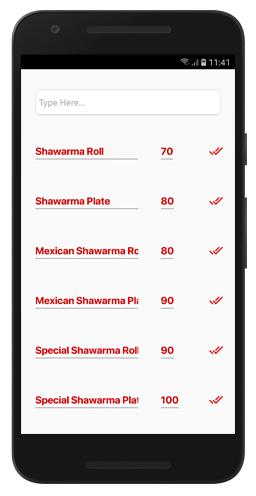 11:41
Type Here...
Shawarma Roll 70
Shawarma Plate 80
Mexican Shawarma Ro 80
Mexican Shawarma Pla 90
Special Shawarma Roll 90
Special Shawarma Plat 100